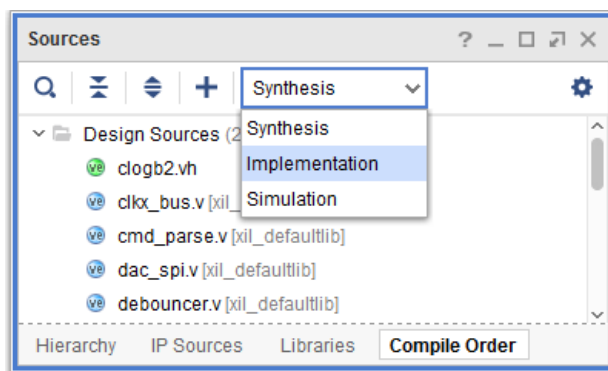 Sources
Synthesis
Synthesis
Implementation
Simulation
Design Sources (2
clogb2.vh
clkx_bus.v [xil_
cmd_parse.v [xil_defaultlib]
dac_spi.v [xil_defaultlib]
debouncer.v [xil_defaultlib]
Hierarchy IP Sources Libraries Compile Order